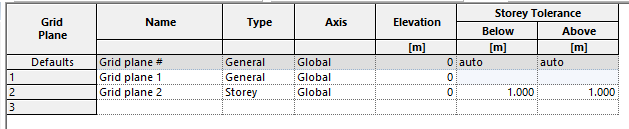 Grid Plane Name Type Axis Elevation Storey Tolerance
Below Above
[m] [m] [m]
Defaults Grid plane # General Global 0 auto auto
1 Grid plane 1 General Global 0
2 Grid plane 2 Storey Global 0 1.000 1.000
3